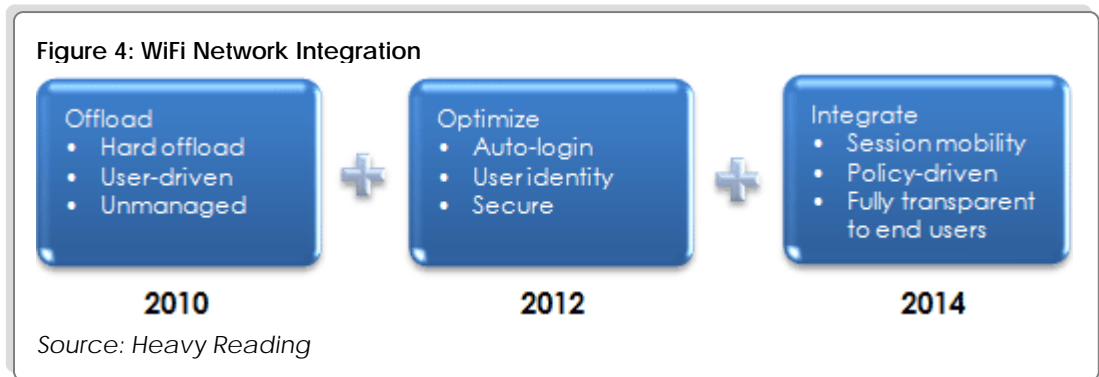 Figure 4: WiFi Network Integration
Offload
• Hard offload
• User-driven
• Unmanaged
Optimize
• Auto-login
• User identity
• Secure
Integrate
• Session mobility
• Policy-driven
• Fully transparent
to end users
2010
2012
2014
Source: Heavy Reading